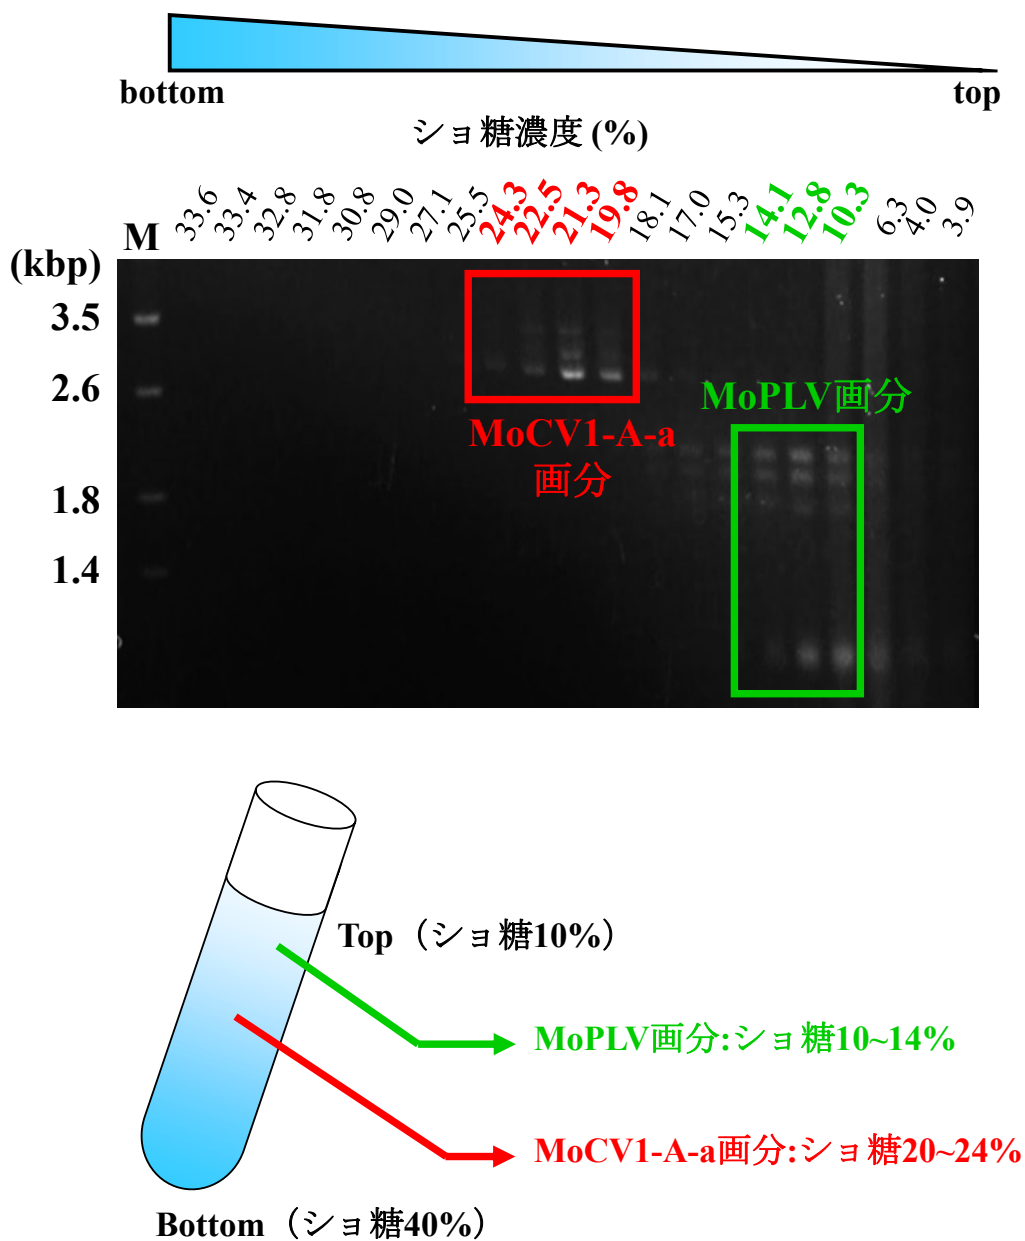 bottom
top
ショ糖濃度 (%)
33.6 33.4 32.8 31.8 30.8 29.0 27.1 25.5 24.3 22.5 21.3 19.8 18.1 17.0 15.3 14.1 12.8 10.3 6.3 4.0 3.9
M
(kbp)
3.5
2.6
1.8
1.4
MoCV1-A-a
画分
MoPLV画分
Top（ショ糖10%）
MoPLV画分:ショ糖10~14%
MoCV1-A-a画分:ショ糖20~24%
Bottom（ショ糖40%）